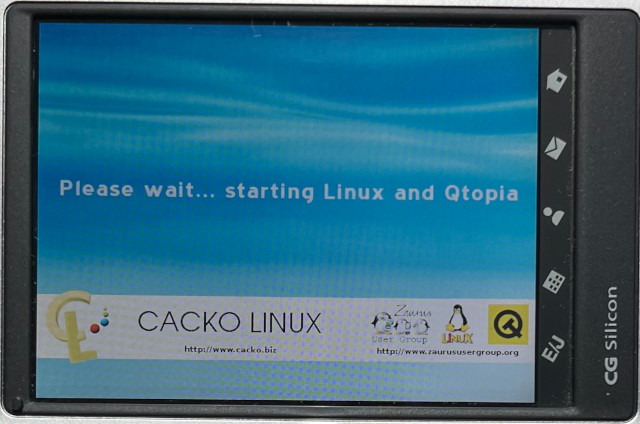 Please wait... starting Linux and Qtopia
CACKO LINUX
http://www.cacko.biz
Zaurus
User Group
LINUX
http://www.zaurususergroup.org
E/J
CG Silicon